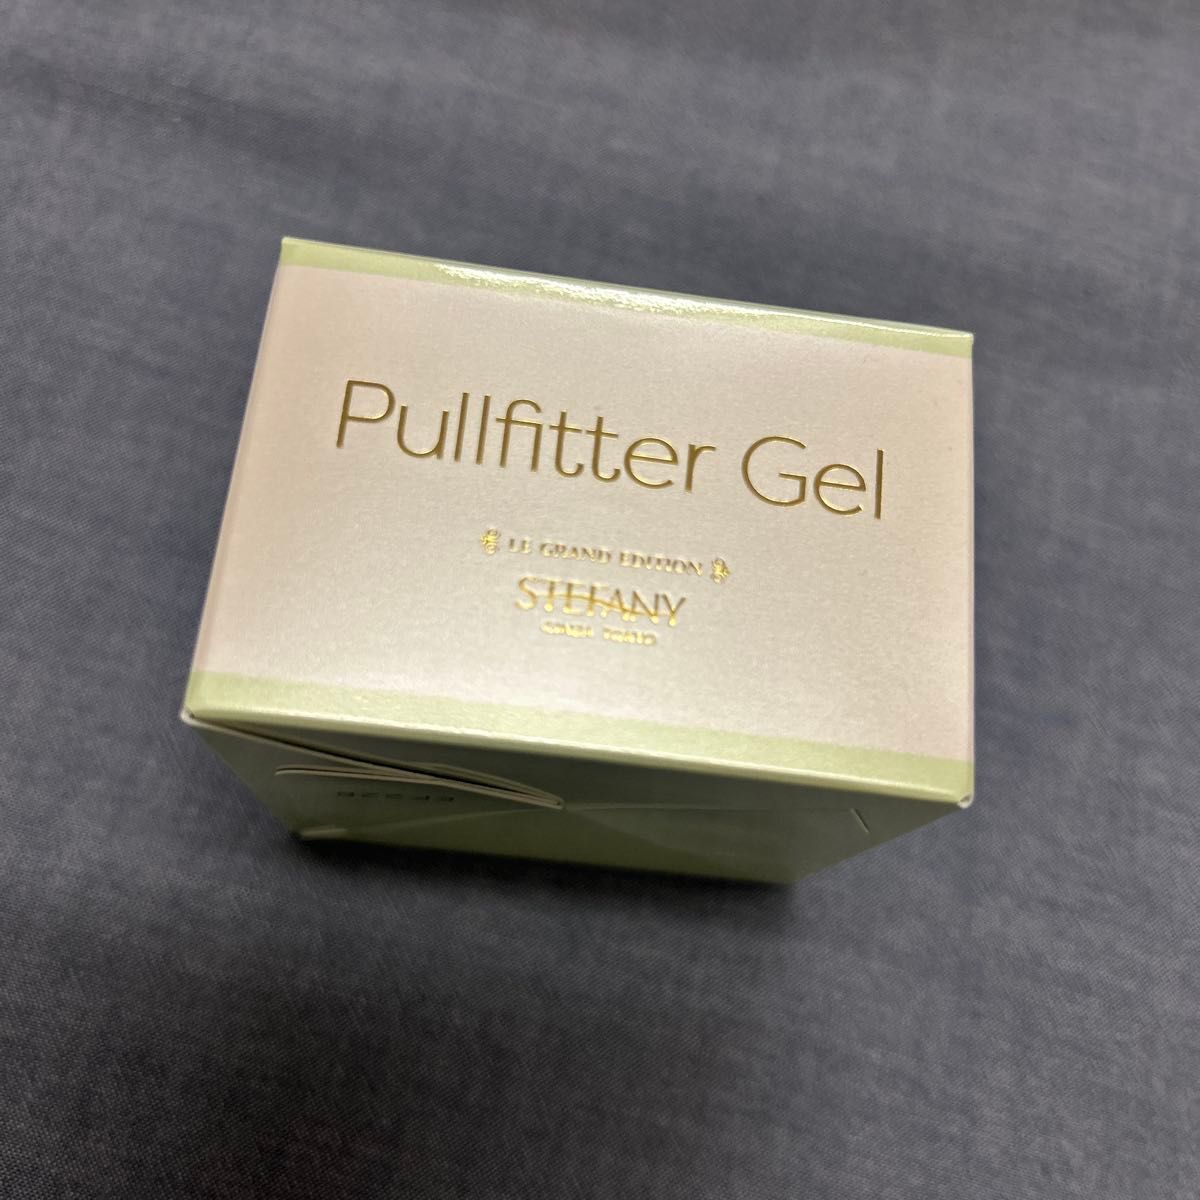 Pullfitter Gel
LE GRAND EDITION
STEFANY
GINZA TOKYO